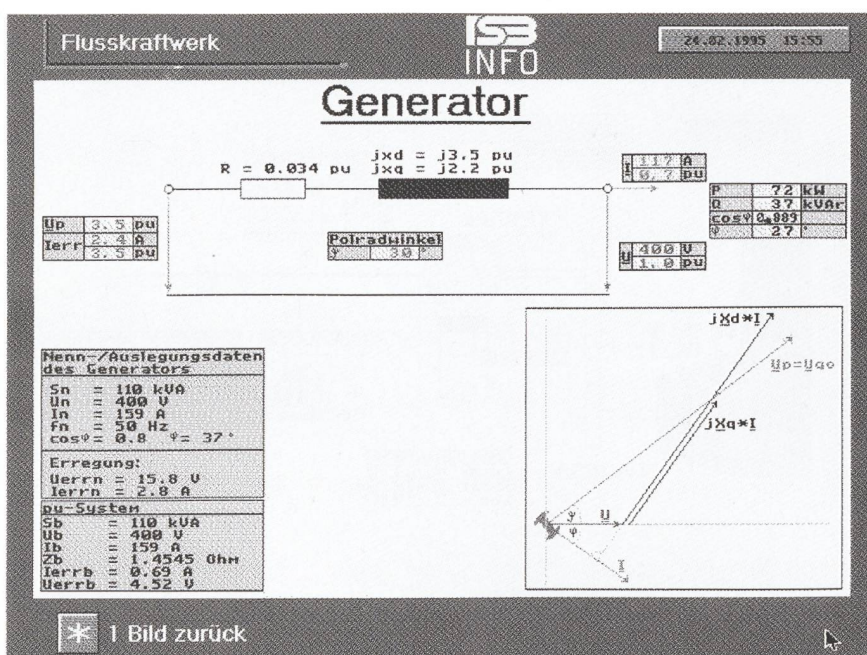 Flusskraftwerk
ISB
INFO
24.02.1995 15:55
Generator
R = 0.034 pu
jxd = j3.5 pu
jxq = j2.2 pu
I 117 A
0.7 pu
P 72 kW
Q 37 kVAr
cosφ 0.889
φ 27 °
Up 3.5 pu
Ierr 2.4 A
3.5 pu
Polradwinkel
ϑ 30 °
U 400 V
1.0 pu
jXd*I
Up=Uqo
jXq*I
U
ϑ
φ
I
Nenn-/Auslegungsdaten
des Generators
Sn = 110 kVA
Un = 400 V
In = 159 A
fn = 50 Hz
cosφ= 0.8 φ= 37°
Erregung:
Uerrn = 15.8 V
Ierrn = 2.8 A
pu-System
Sb = 110 kVA
Ub = 400 V
Ib = 159 A
Zb = 1.4545 Ohm
Ierrb = 0.69 A
Uerrb = 4.52 V
* 1 Bild zurück